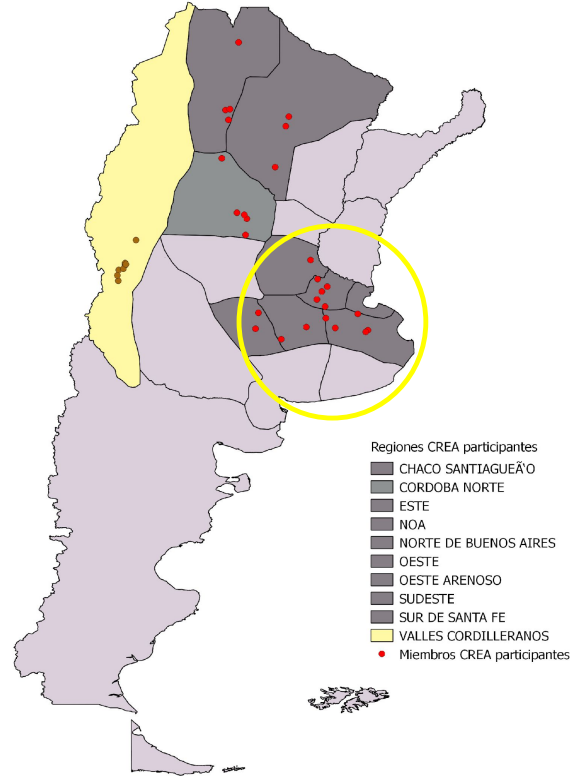 Regiones CREA participantes
CHACO SANTIAGUEÃ‘O
CORDOBA NORTE
ESTE
NOA
NORTE DE BUENOS AIRES
OESTE
OESTE ARENOSO
SUDESTE
SUR DE SANTA FE
VALLES CORDILLERANOS
Miembros CREA participantes